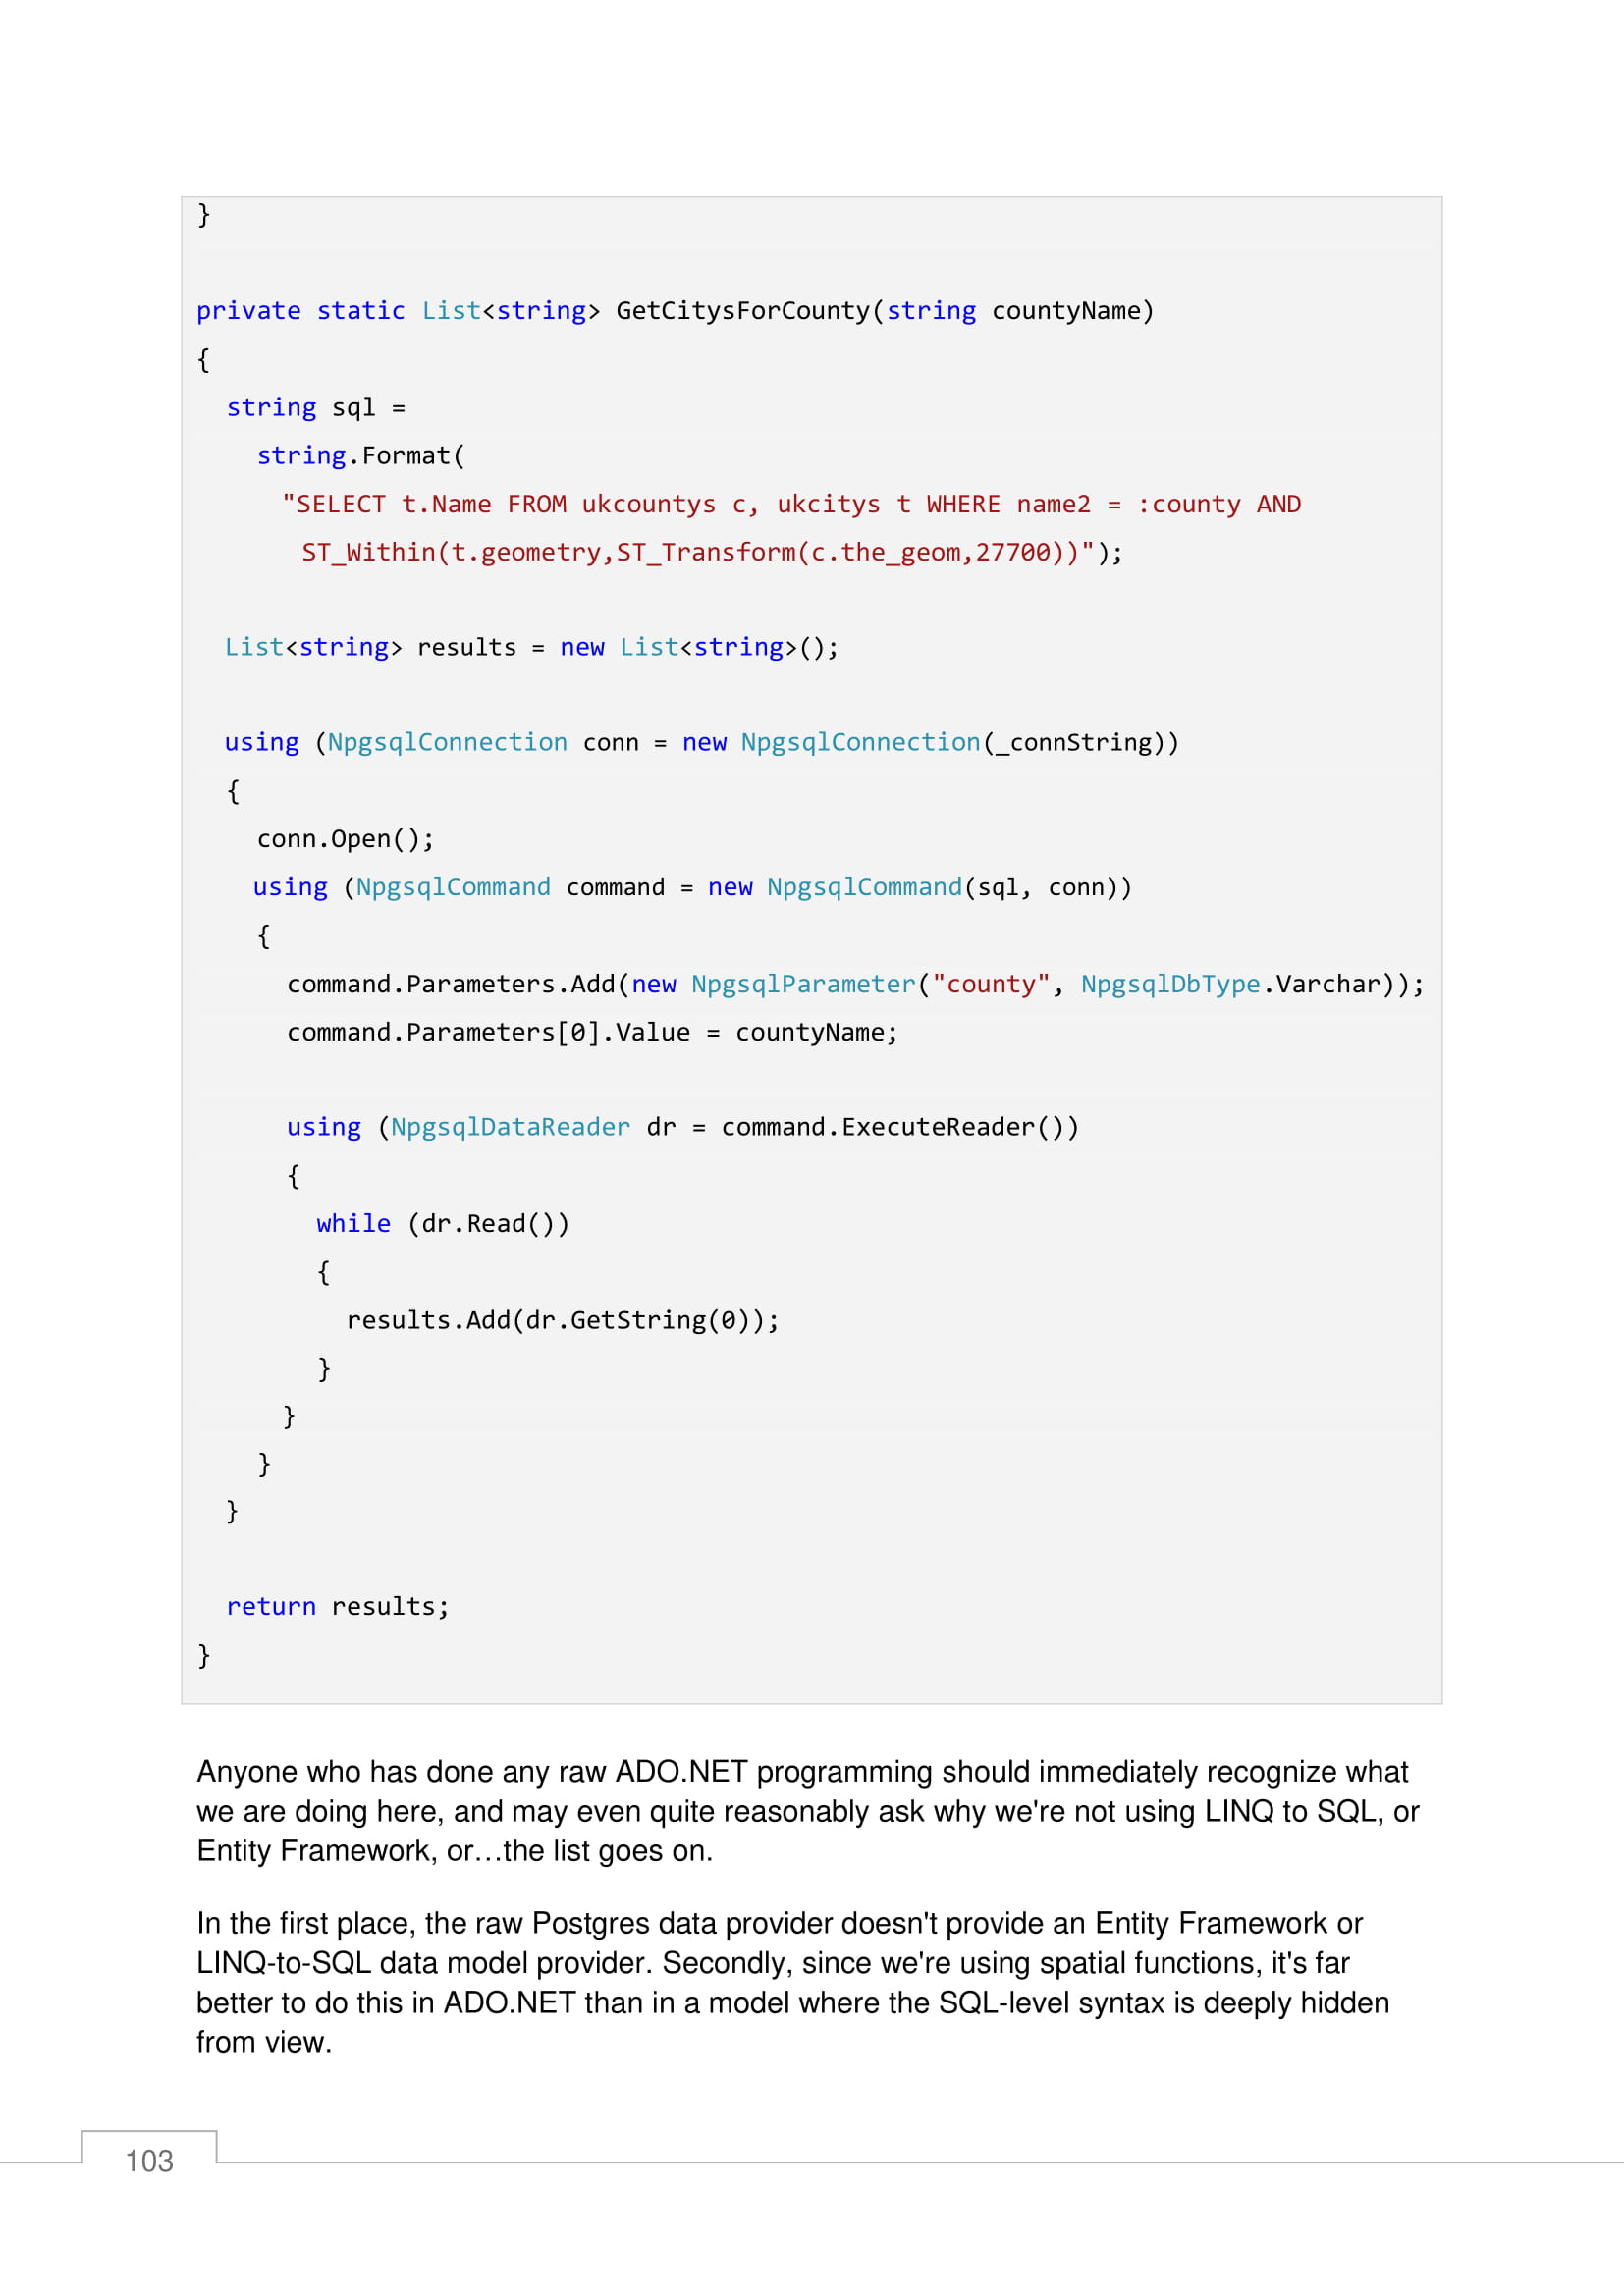 }
private static List<string> GetCitysForCounty(string countyName)
{
string sql =
string.Format(
"SELECT t.Name FROM ukcountys c, ukcitys t WHERE name2 = :county AND
ST_Within(t.geometry,ST_Transform(c.the_geom,27700))");
List<string> results = new List<string>();
using (NpgsqlConnection conn = new NpgsqlConnection(_connString))
{
conn.Open();
using (NpgsqlCommand command = new NpgsqlCommand(sql, conn))
{
command.Parameters.Add(new NpgsqlParameter("county", NpgsqlDbType.Varchar));
command.Parameters[0].Value = countyName;
using (NpgsqlDataReader dr = command.ExecuteReader())
{
while (dr.Read())
{
results.Add(dr.GetString(0));
}
}
}
}
return results;
}
Anyone who has done any raw ADO.NET programming should immediately recognize what
we are doing here, and may even quite reasonably ask why we're not using LINQ to SQL, or
Entity Framework, or…the list goes on.
In the first place, the raw Postgres data provider doesn't provide an Entity Framework or
LINQ-to-SQL data model provider. Secondly, since we're using spatial functions, it's far
better to do this in ADO.NET than in a model where the SQL-level syntax is deeply hidden
from view.
103